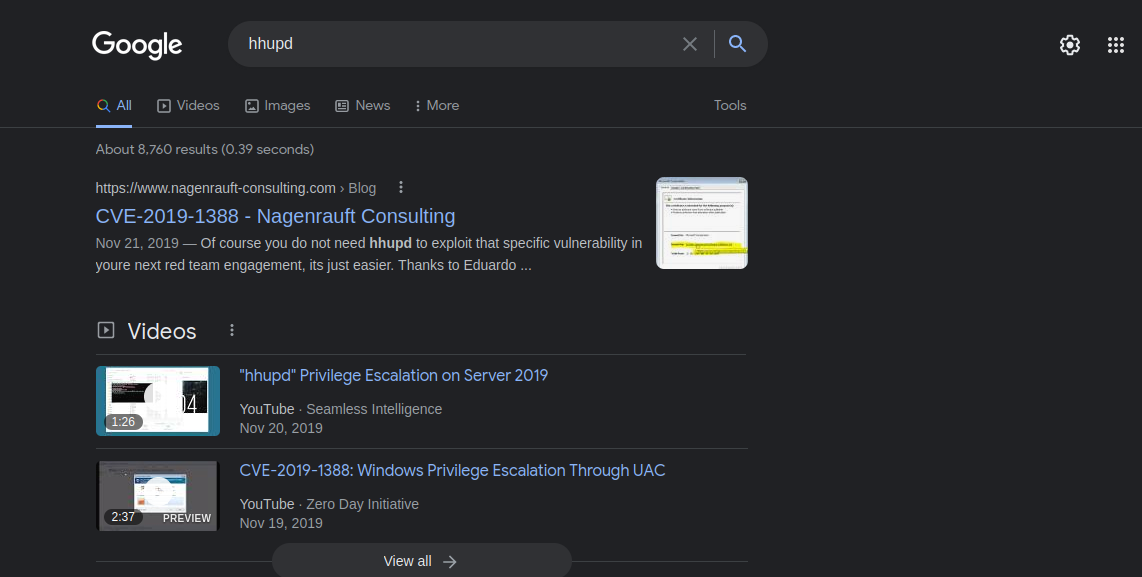 Google
hhupd
All Videos Images News More Tools
About 8,760 results (0.39 seconds)
https://www.nagenrauft-consulting.com › Blog
CVE-2019-1388 - Nagenrauft Consulting
Nov 21, 2019 — Of course you do not need hhupd to exploit that specific vulnerability in
youre next red team engagement, its just easier. Thanks to Eduardo ...
Videos
"hhupd" Privilege Escalation on Server 2019
YouTube · Seamless Intelligence
Nov 20, 2019
1:26
CVE-2019-1388: Windows Privilege Escalation Through UAC
YouTube · Zero Day Initiative
Nov 19, 2019
2:37 PREVIEW
View all